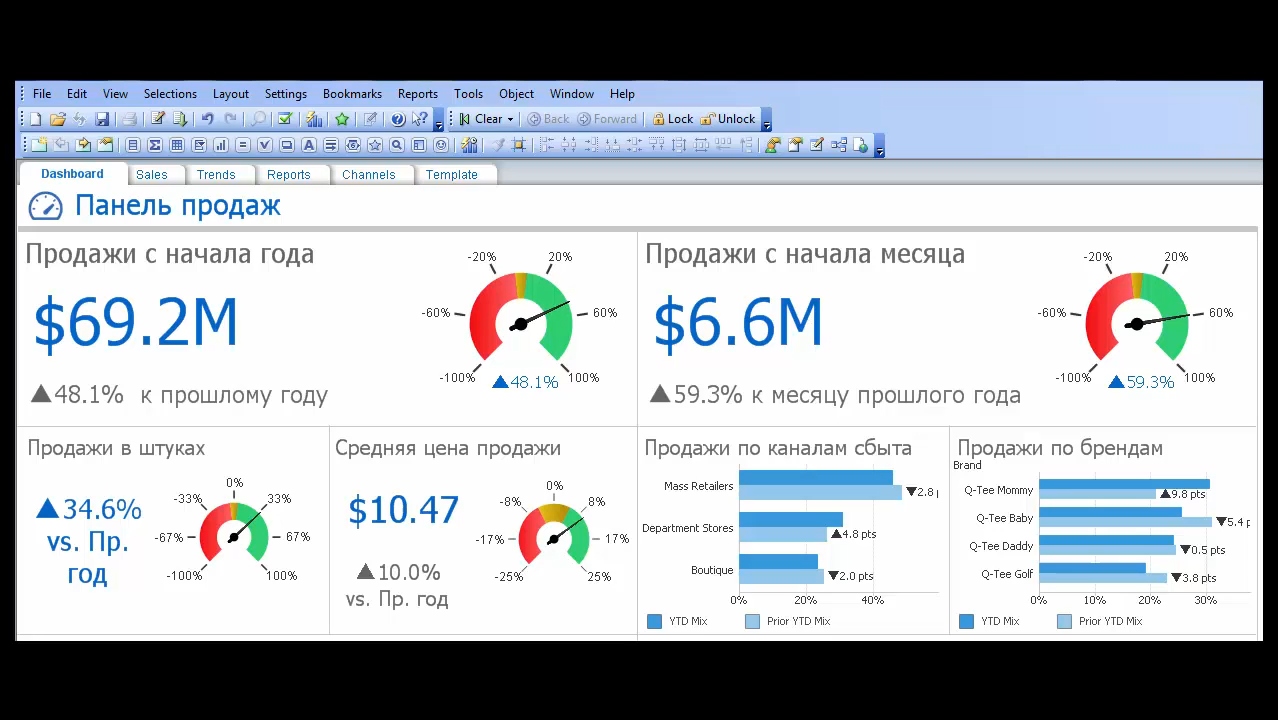 File Edit View Selections Layout Settings Bookmarks Reports Tools Object Window Help
Clear Back Forward Lock Unlock
Dashboard Sales Trends Reports Channels Template
Панель продаж
Продажи с начала года
$69.2M
▲48.1% к прошлому году
-100% -60% -20% 20% 60% 100%
▲48.1%
Продажи с начала месяца
$6.6M
▲59.3% к месяцу прошлого года
-100% -60% -20% 20% 60% 100%
▲59.3%
Продажи в штуках
▲34.6%
vs. Пр.
год
-100% -67% -33% 0% 33% 67% 100%
Средняя цена продажи
$10.47
▲10.0%
vs. Пр. год
-25% -17% -8% 0% 8% 17% 25%
Продажи по каналам сбыта
Mass Retailers ▼2.8 p
Department Stores ▲4.8 pts
Boutique ▼2.0 pts
0% 20% 40%
YTD Mix Prior YTD Mix
Продажи по брендам
Brand
Q-Tee Mommy ▲9.8 pts
Q-Tee Baby ▼5.4 p
Q-Tee Daddy ▼0.5 pts
Q-Tee Golf ▼3.8 pts
0% 10% 20% 30%
YTD Mix Prior YTD Mix